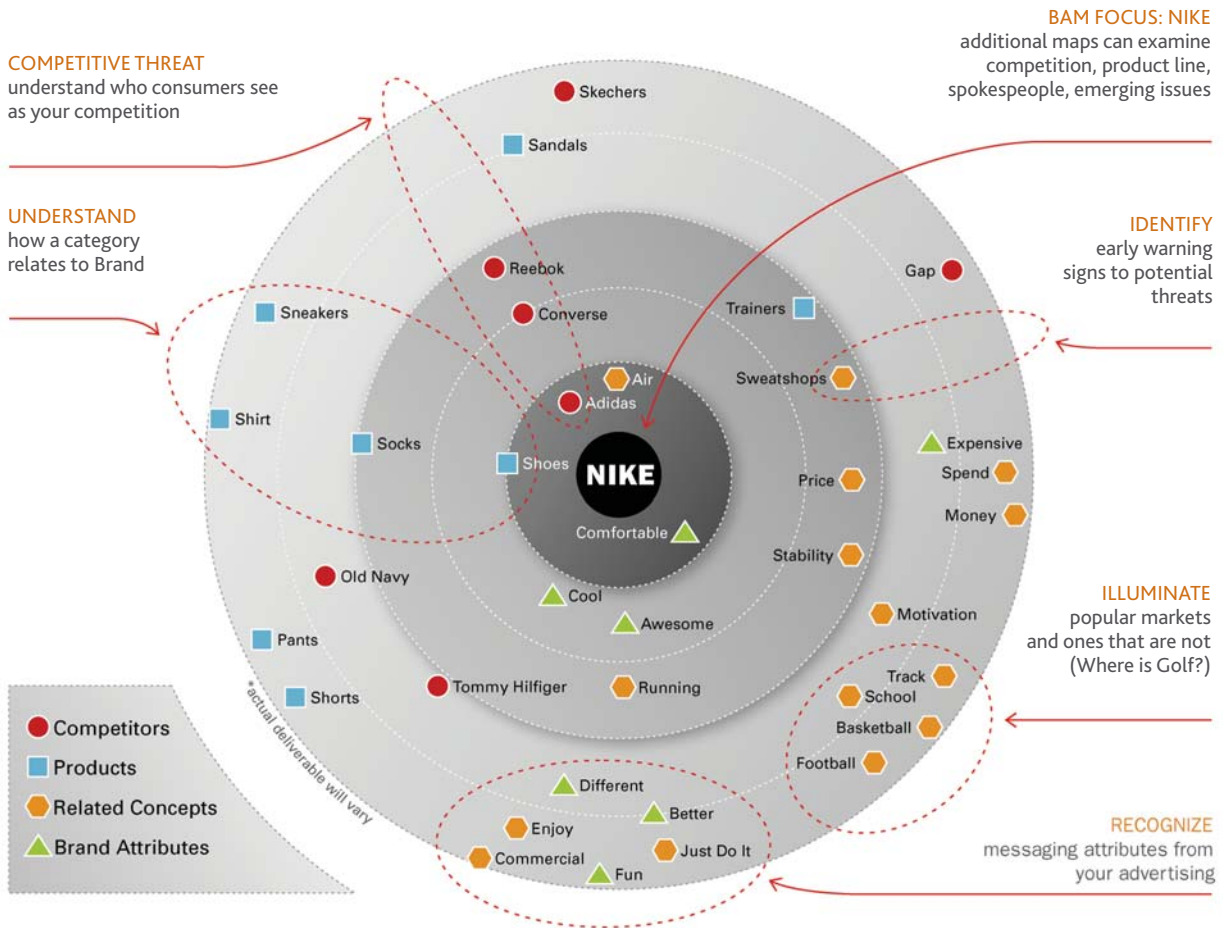 BAM FOCUS: NIKE
additional maps can examine
competition, product line,
spokespeople, emerging issues
COMPETITIVE THREAT
understand who consumers see
as your competition
UNDERSTAND
how a category
relates to Brand
IDENTIFY
early warning
signs to potential
threats
ILLUMINATE
popular markets
and ones that are not
(Where is Golf?)
RECOGNIZE
messaging attributes from
your advertising
Skechers
Sandals
Reebok
Gap
Sneakers
Converse
Trainers
Air
Sweatshops
Adidas
Shirt
Socks
Expensive
Shoes
NIKE
Spend
Price
Money
Comfortable
Stability
Old Navy
Cool
Motivation
Awesome
Pants
Track
Shorts
Tommy Hilfiger
Running
School
Basketball
Football
Different
Better
Enjoy
Just Do It
Commercial
Fun
*actual deliverable will vary
Competitors
Products
Related Concepts
Brand Attributes